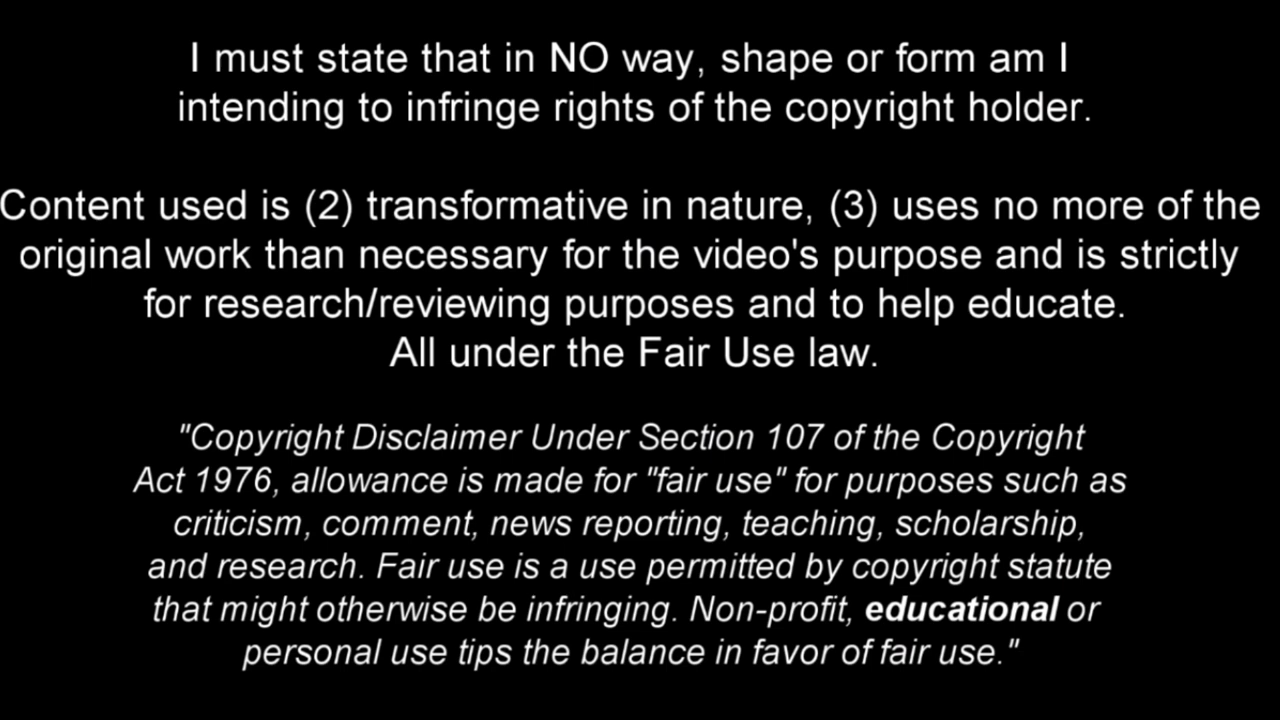 I must state that in NO way, shape or form am I
intending to infringe rights of the copyright holder.
Content used is (2) transformative in nature, (3) uses no more of the
original work than necessary for the video's purpose and is strictly
for research/reviewing purposes and to help educate.
All under the Fair Use law.
"Copyright Disclaimer Under Section 107 of the Copyright
Act 1976, allowance is made for "fair use" for purposes such as
criticism, comment, news reporting, teaching, scholarship,
and research. Fair use is a use permitted by copyright statute
that might otherwise be infringing. Non-profit, educational or
personal use tips the balance in favor of fair use."